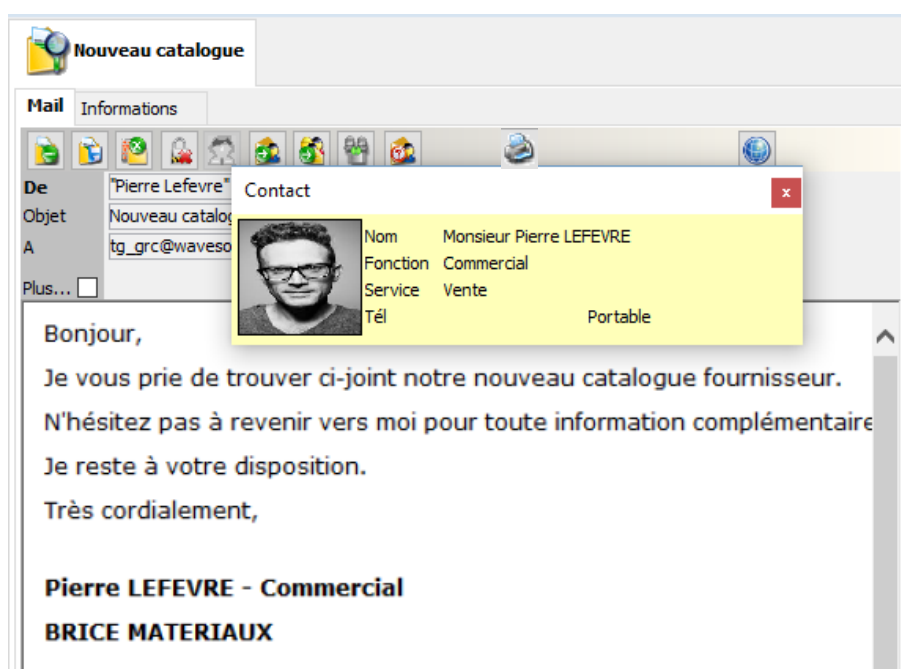 Nouveau catalogue
Mail Informations
De "Pierre Lefevre"
Objet Nouveau catalog
A tg_grc@waveso
Plus...
Contact x
Nom Monsieur Pierre LEFEVRE
Fonction Commercial
Service Vente
Tél Portable
Bonjour,
Je vous prie de trouver ci-joint notre nouveau catalogue fournisseur.
N'hésitez pas à revenir vers moi pour toute information complémentaire
Je reste à votre disposition.
Très cordialement,
Pierre LEFEVRE - Commercial
BRICE MATERIAUX